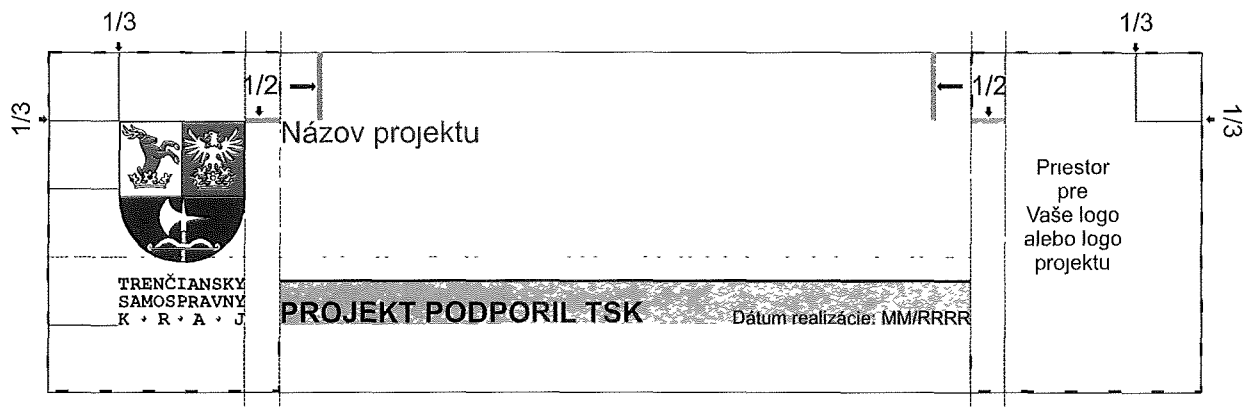 1/3
1/3
1/2
1/2
1/3
1/3
Názov projektu
Priestor
pre
Vaše logo
alebo logo
projektu
TRENČIANSKY
SAMOSPRAVNY
K • R • A • J
PROJEKT PODPORIL TSK
Dátum realizácie: MM/RRRR